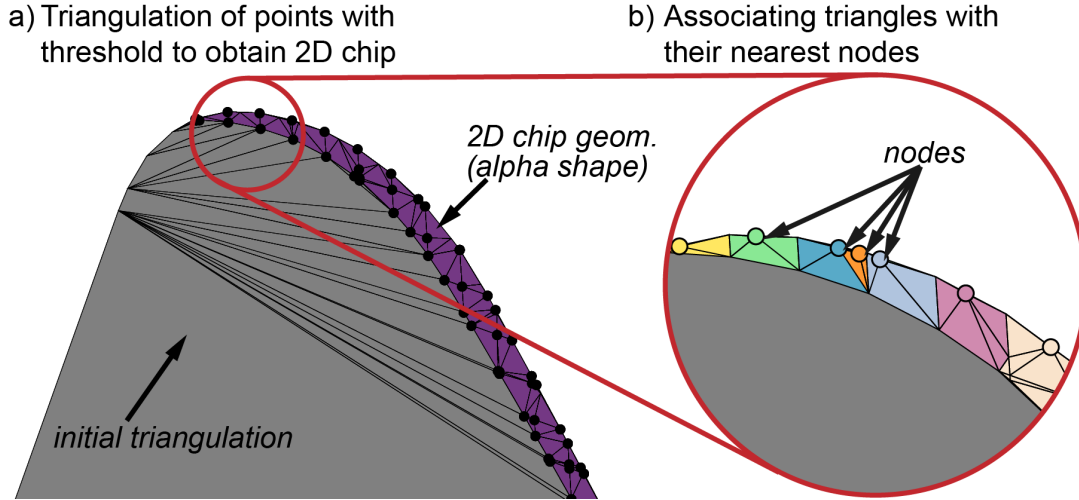 a) Triangulation of points with
threshold to obtain 2D chip
b) Associating triangles with
their nearest nodes
2D chip geom.
(alpha shape)
nodes
initial triangulation